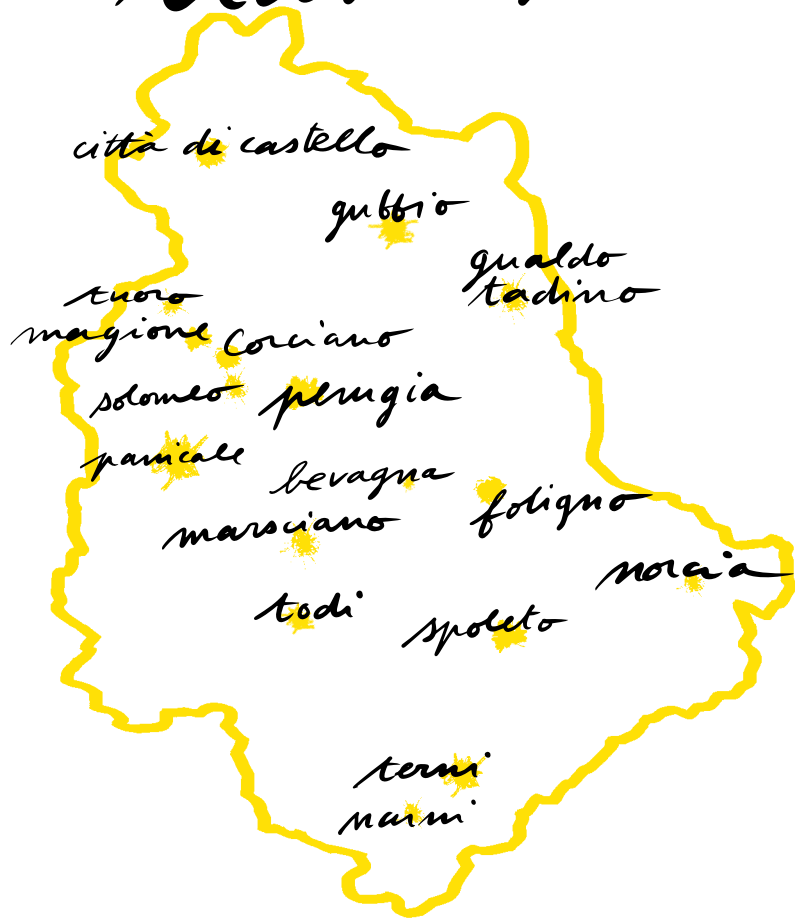 città di castello
gubbio
gualdo
tadino
tuoro
magione
Corciano
solomeo
perugia
panicale
bevagna
foligno
marsciano
norcia
todi
spoleto
terni
narni